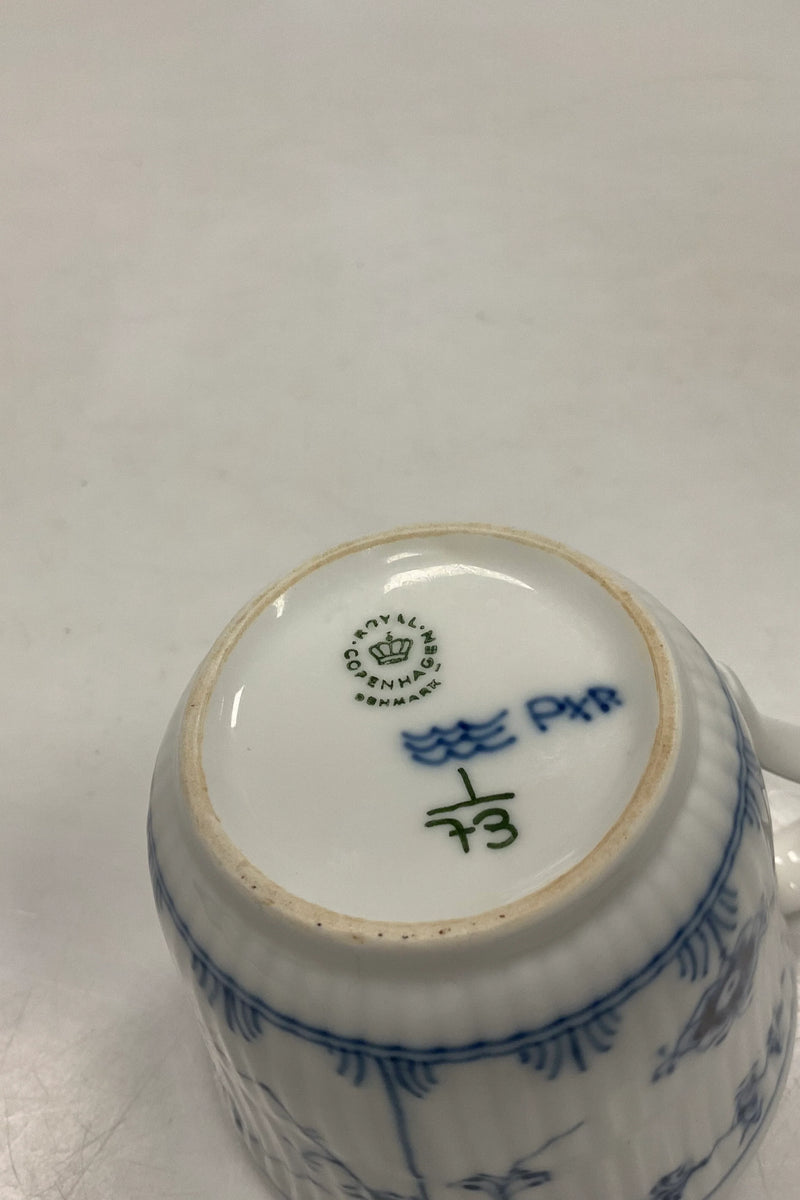 ROYAL
COPENHAGEN
DENMARK
PXR
1
73